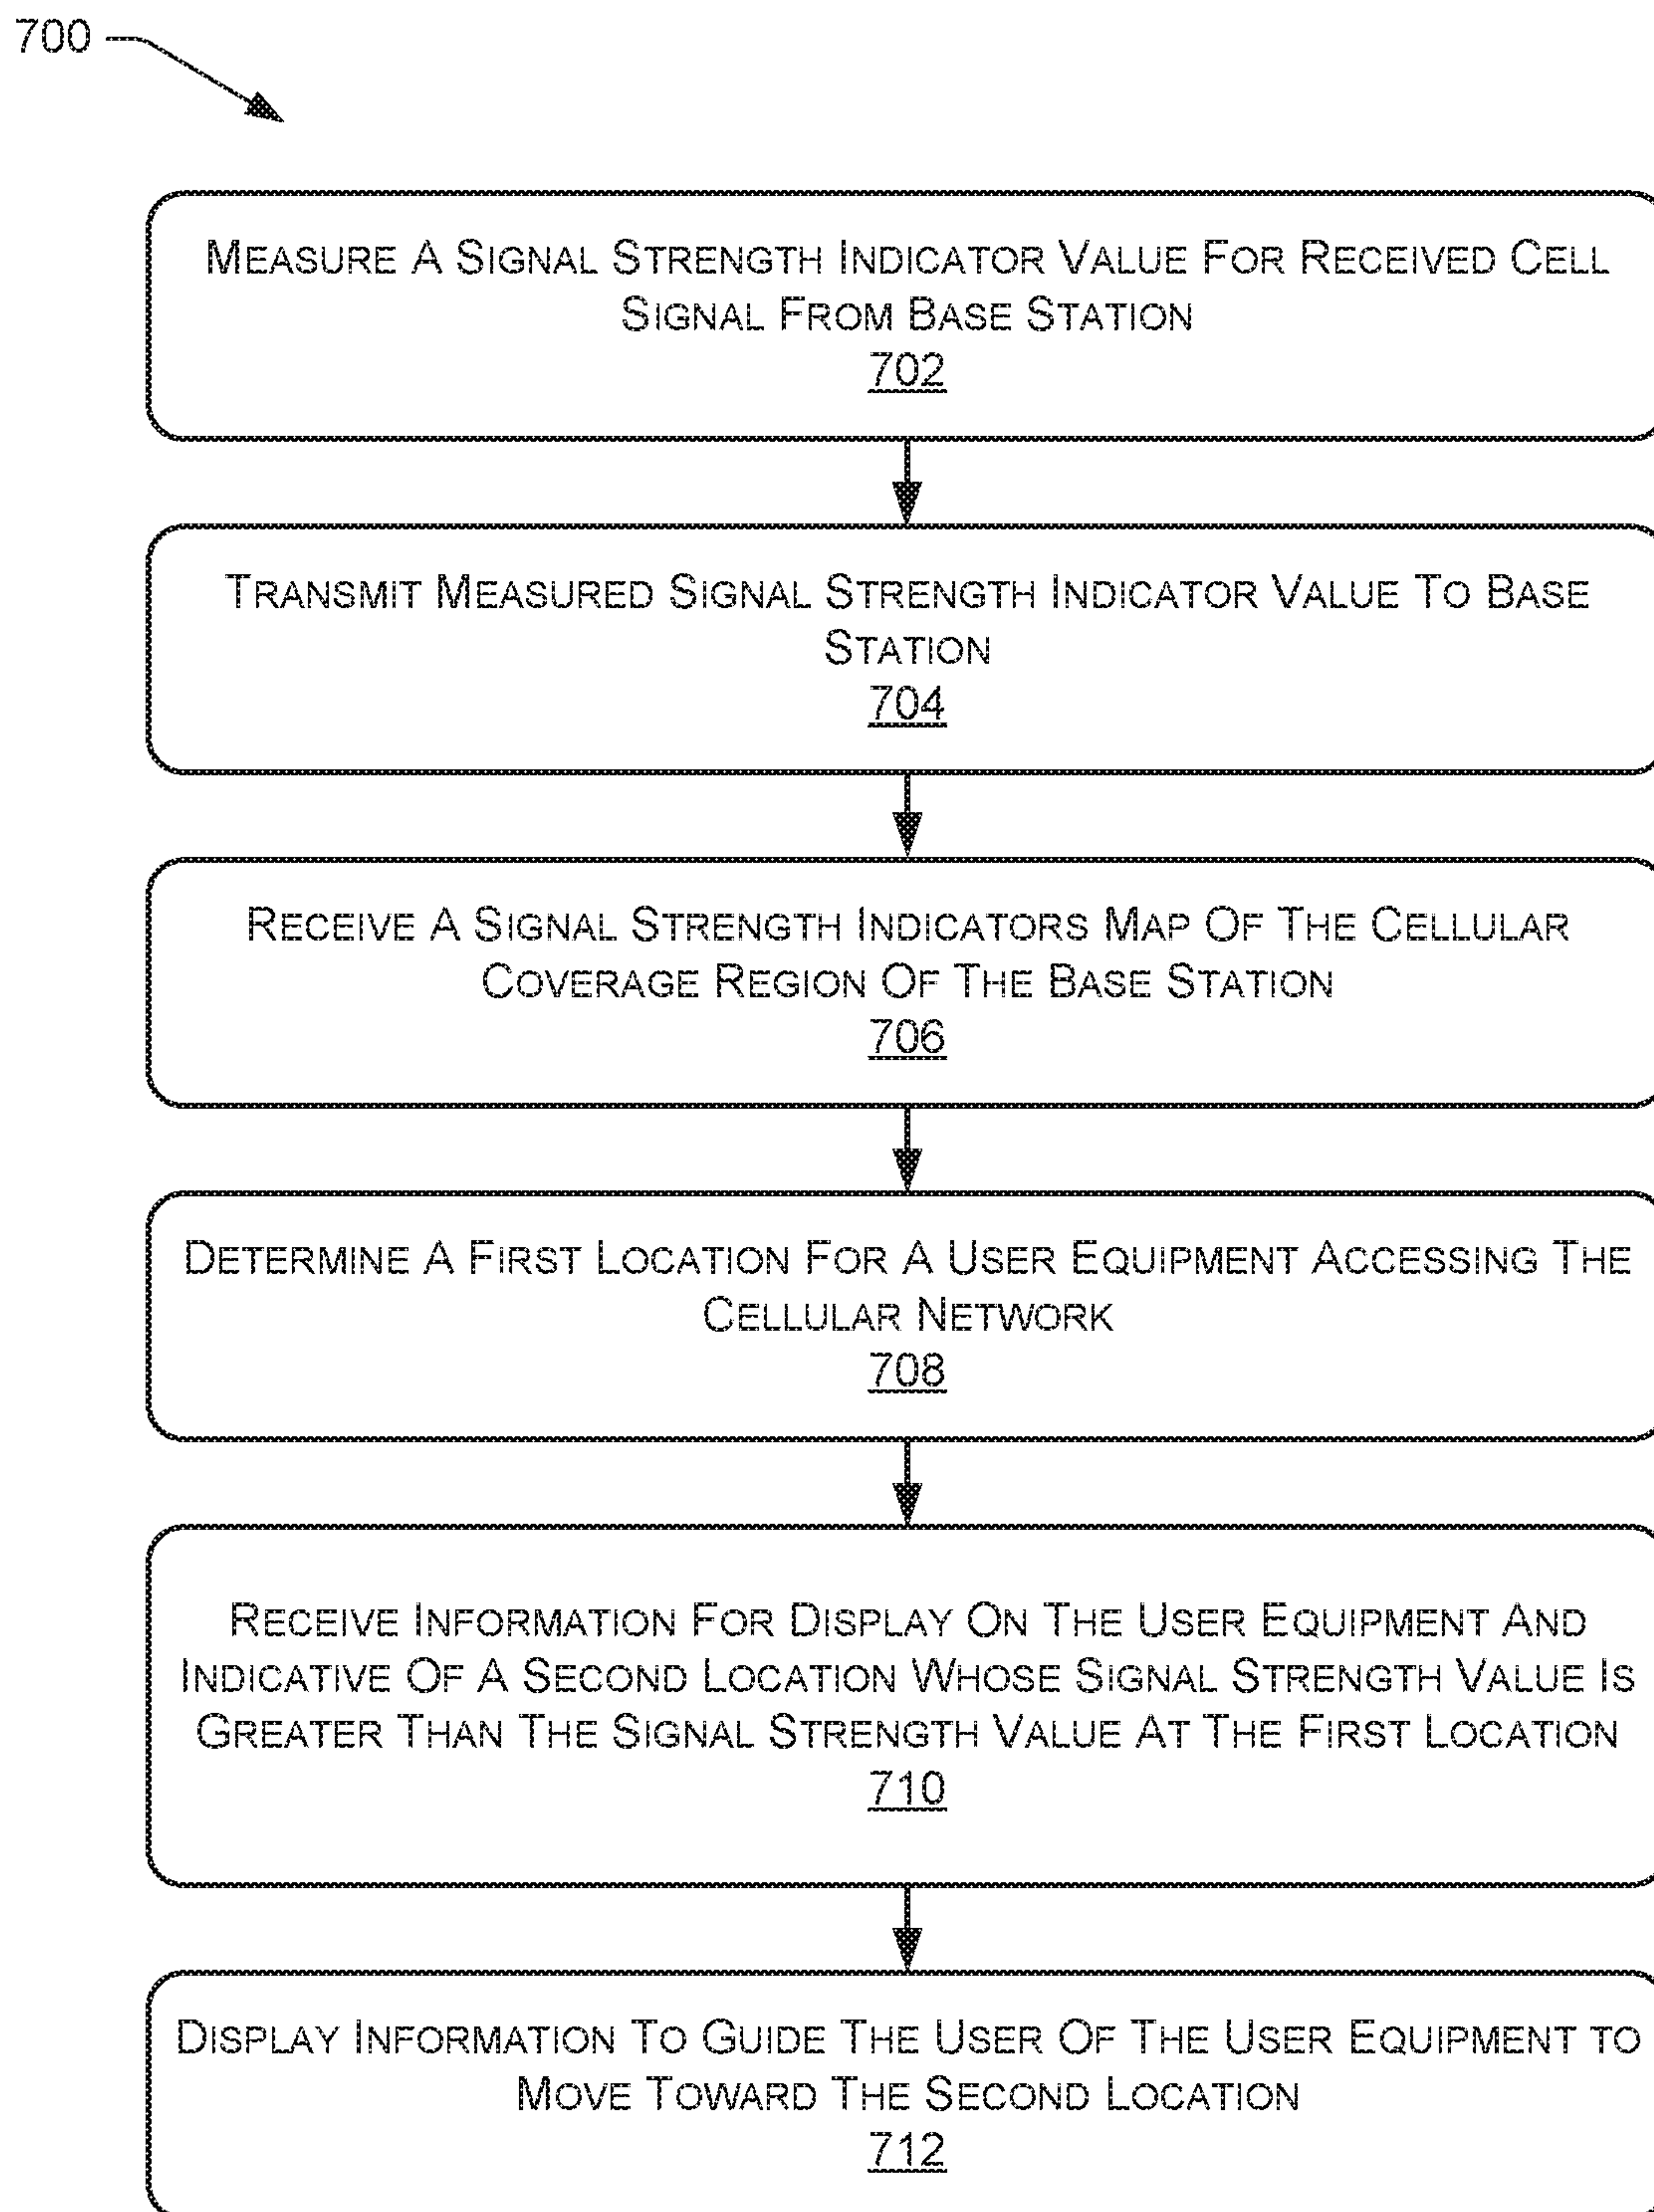 700
MEASURE A SIGNAL STRENGTH INDICATOR VALUE FOR RECEIVED CELL
SIGNAL FROM BASE STATION
702
TRANSMIT MEASURED SIGNAL STRENGTH INDICATOR VALUE TO BASE
STATION
704
RECEIVE A SIGNAL STRENGTH INDICATORS MAP OF THE CELLULAR
COVERAGE REGION OF THE BASE STATION
706
DETERMINE A FIRST LOCATION FOR A USER EQUIPMENT ACCESSING THE
CELLULAR NETWORK
708
RECEIVE INFORMATION FOR DISPLAY ON THE USER EQUIPMENT AND
INDICATIVE OF A SECOND LOCATION WHOSE SIGNAL STRENGTH VALUE IS
GREATER THAN THE SIGNAL STRENGTH VALUE AT THE FIRST LOCATION
710
DISPLAY INFORMATION TO GUIDE THE USER OF THE USER EQUIPMENT TO
MOVE TOWARD THE SECOND LOCATION
712